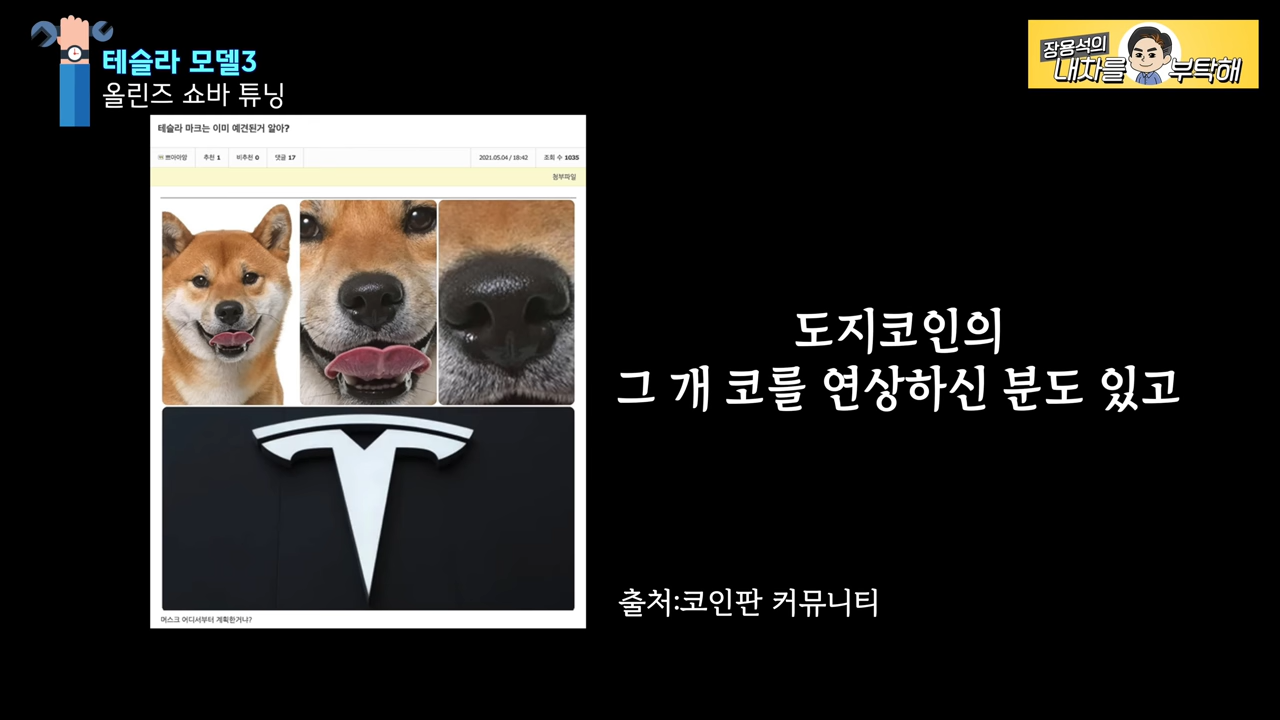 테슬라 모델3
올린즈 쇼바 튜닝
장용석의
내차를 부탁해
테슬라 마크는 이미 예견된거 알아?
쁘마아앙 추천 1 비추천 0 댓글 17 2021.05.04 / 18:42 조회 수 1035
첨부파일
도지코인의
그 개 코를 연상하신 분도 있고
출처:코인판 커뮤니티
머스크 어디서부터 계획한거냐?